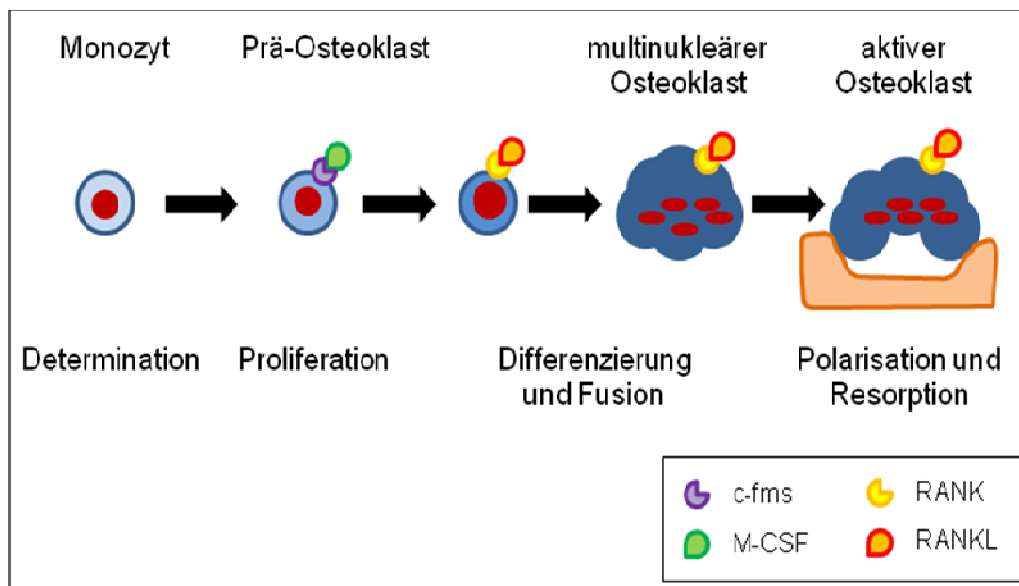 Monozyt
Prä-Osteoklast
multinukleärer
Osteoklast
aktiver
Osteoklast
Determination
Proliferation
Differenzierung
und Fusion
Polarisation und
Resorption
c-fms
RANK
M-CSF
RANKL